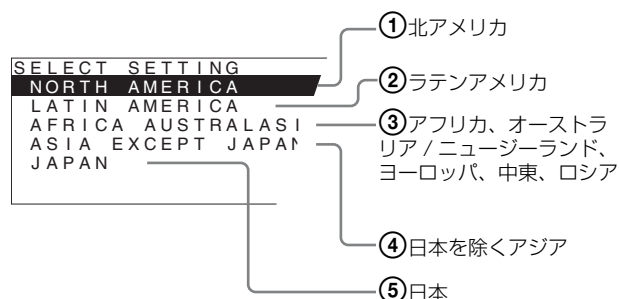 SELECT SETTING
NORTH AMERICA
LATIN AMERICA
AFRICA AUSTRALASI
ASIA EXCEPT JAPAN
JAPAN
①北アメリカ
②ラテンアメリカ
③アフリカ、オーストラ
リア / ニュージーランド、
ヨーロッパ、中東、ロシア
④日本を除くアジア
⑤日本